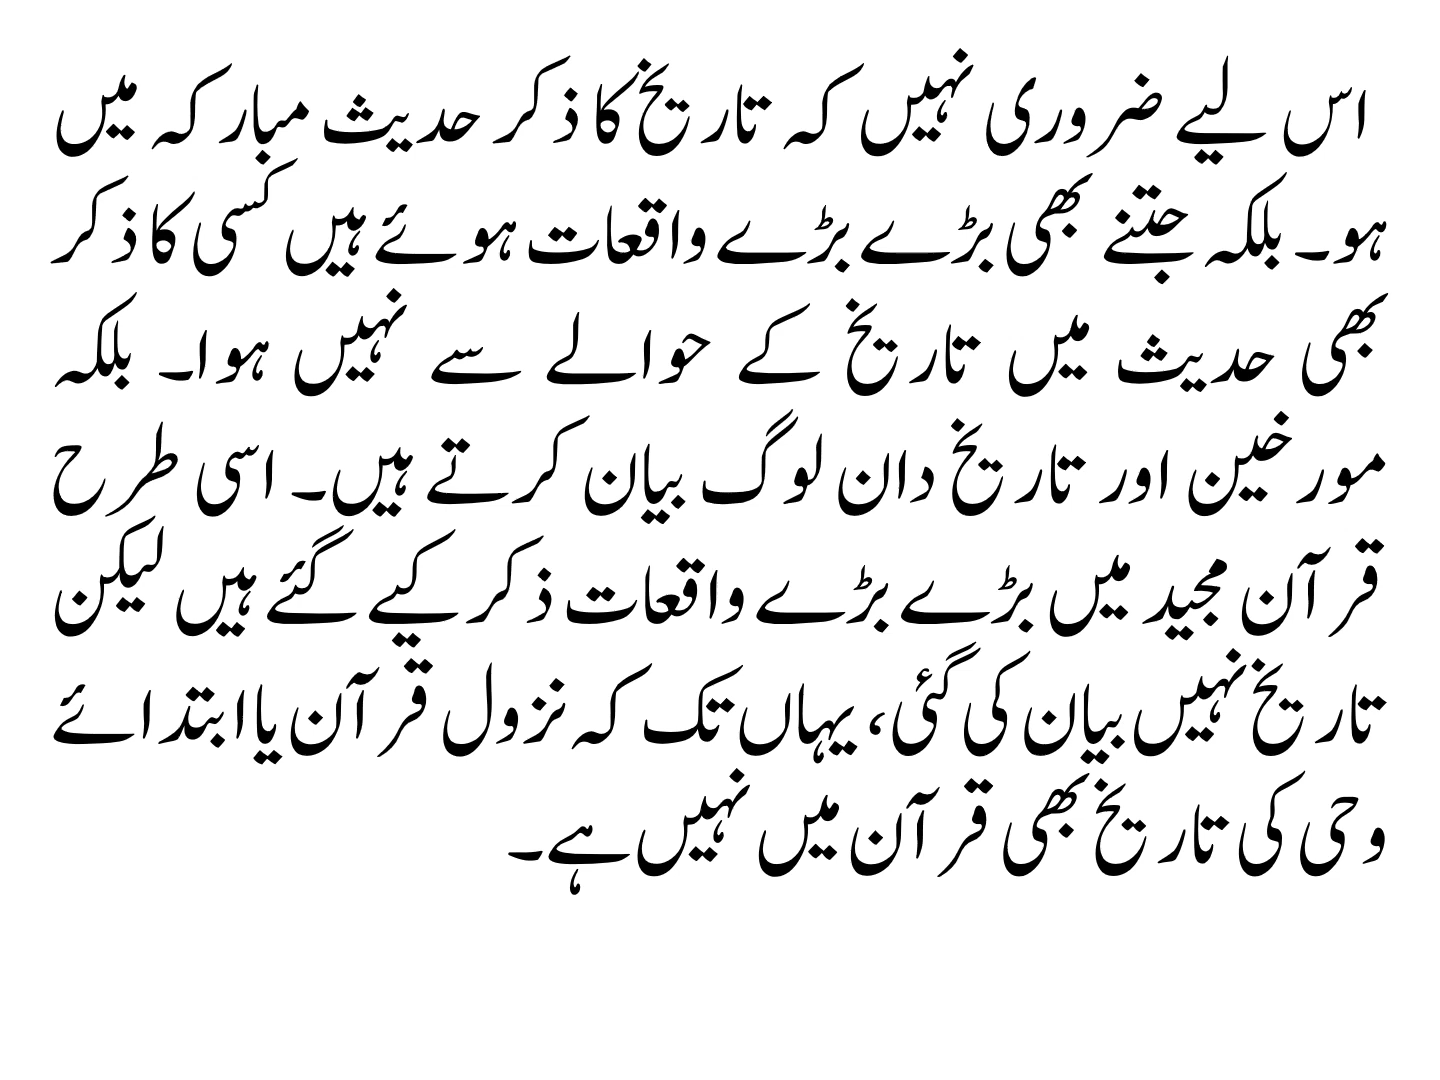 اس لیے ضروری نہیں کہ تاریخ کا ذکر حدیث مبارکہ میں
ہو۔ بلکہ جتنے بھی بڑے بڑے واقعات ہوئے ہیں کسی کا ذکر
بھی حدیث میں تاریخ کے حوالے سے نہیں ہوا۔ بلکہ
مورخین اور تاریخ دان لوگ بیان کرتے ہیں۔ اسی طرح
قرآن مجید میں بڑے بڑے واقعات ذکر کیے گئے ہیں لیکن
تاریخ نہیں بیان کی گئی، یہاں تک کہ نزول قرآن یا ابتدائے
وحی کی تاریخ بھی قرآن میں نہیں ہے۔